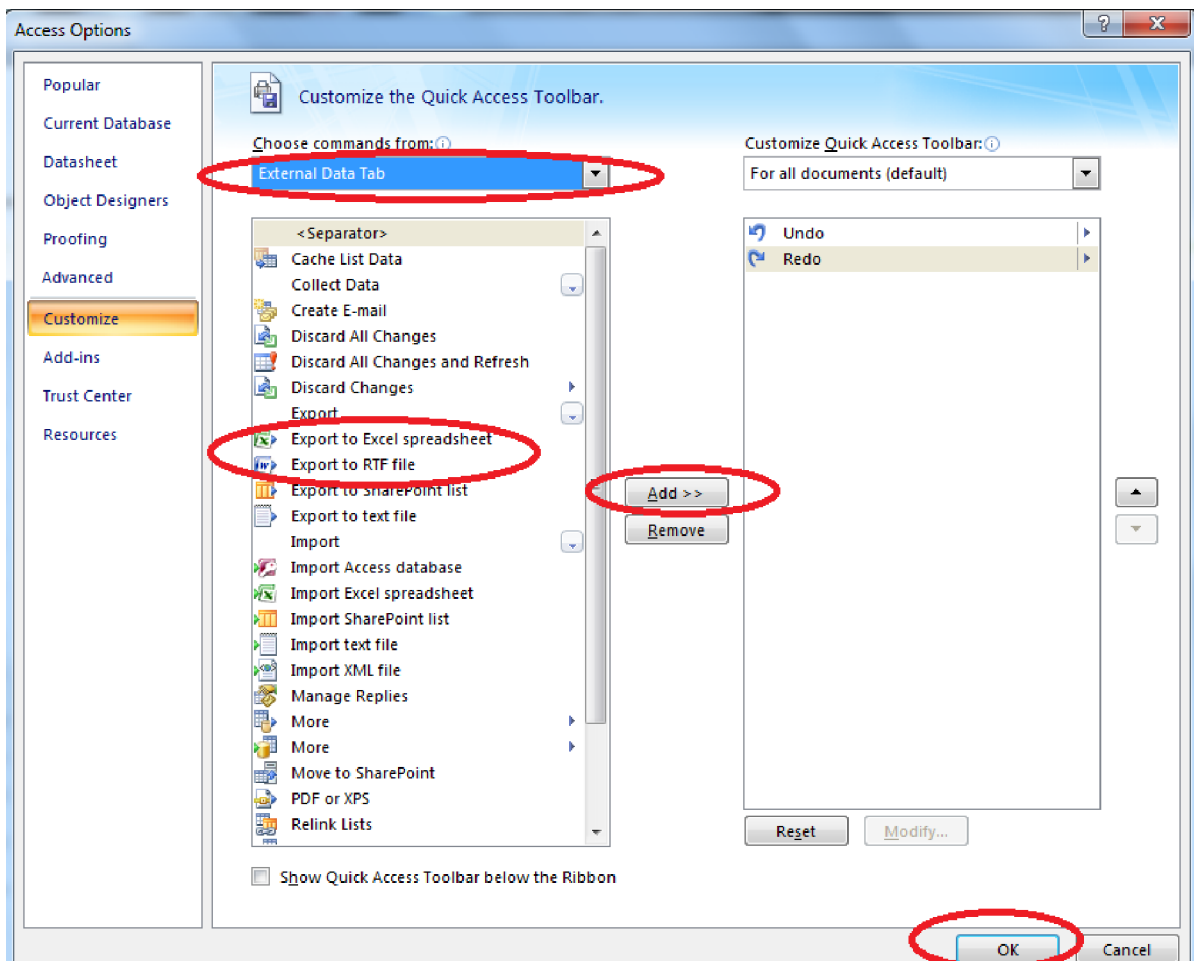 Access Options
Popular
Current Database
Datasheet
Object Designers
Proofing
Advanced
Customize
Add-ins
Trust Center
Resources
Customize the Quick Access Toolbar.
Choose commands from:
External Data Tab
<Separator>
Cache List Data
Collect Data
Create E-mail
Discard All Changes
Discard All Changes and Refresh
Discard Changes
Export
Export to Excel spreadsheet
Export to RTF file
Export to SharePoint list
Export to text file
Import
Import Access database
Import Excel spreadsheet
Import SharePoint list
Import text file
Import XML file
Manage Replies
More
More
Move to SharePoint
PDF or XPS
Relink Lists
Show Quick Access Toolbar below the Ribbon
Add >>
Remove
Customize Quick Access Toolbar:
For all documents (default)
Undo
Redo
Reset
Modify...
OK
Cancel